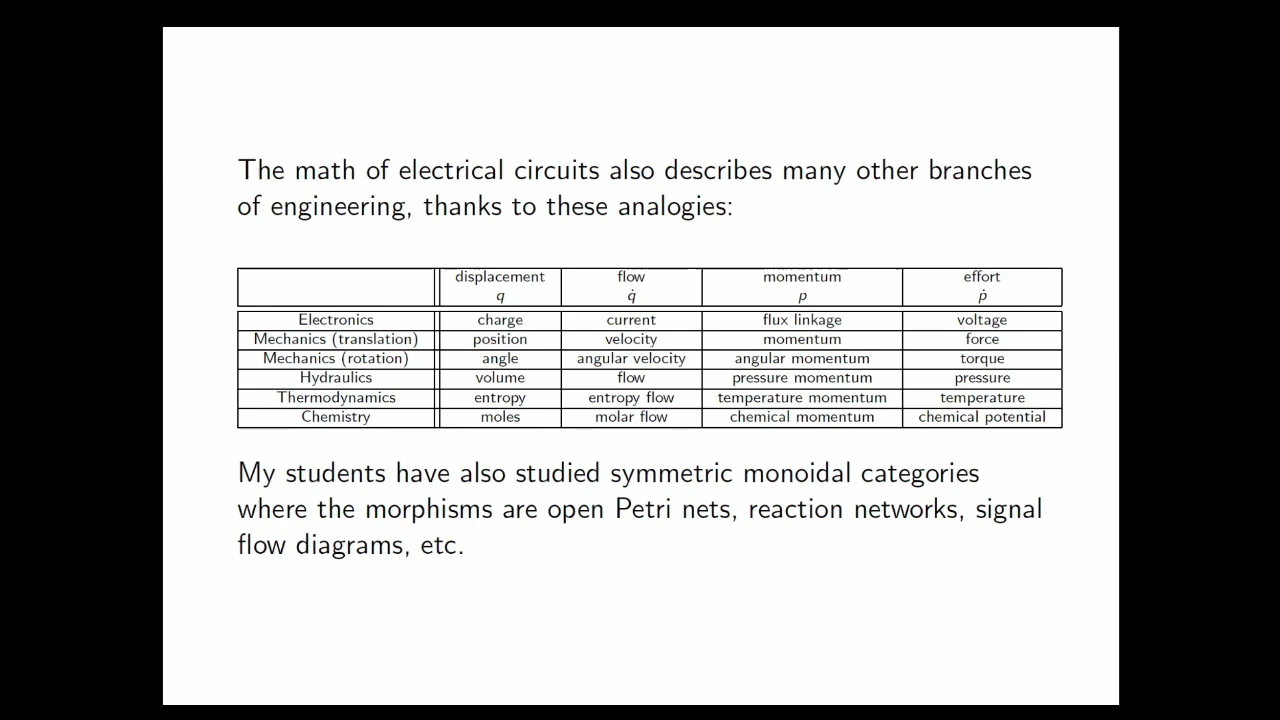 The math of electrical circuits also describes many other branches
of engineering, thanks to these analogies:
displacement flow momentum effort
q q̇ p ṗ
Electronics charge current flux linkage voltage
Mechanics (translation) position velocity momentum force
Mechanics (rotation) angle angular velocity angular momentum torque
Hydraulics volume flow pressure momentum pressure
Thermodynamics entropy entropy flow temperature momentum temperature
Chemistry moles molar flow chemical momentum chemical potential
My students have also studied symmetric monoidal categories
where the morphisms are open Petri nets, reaction networks, signal
flow diagrams, etc.